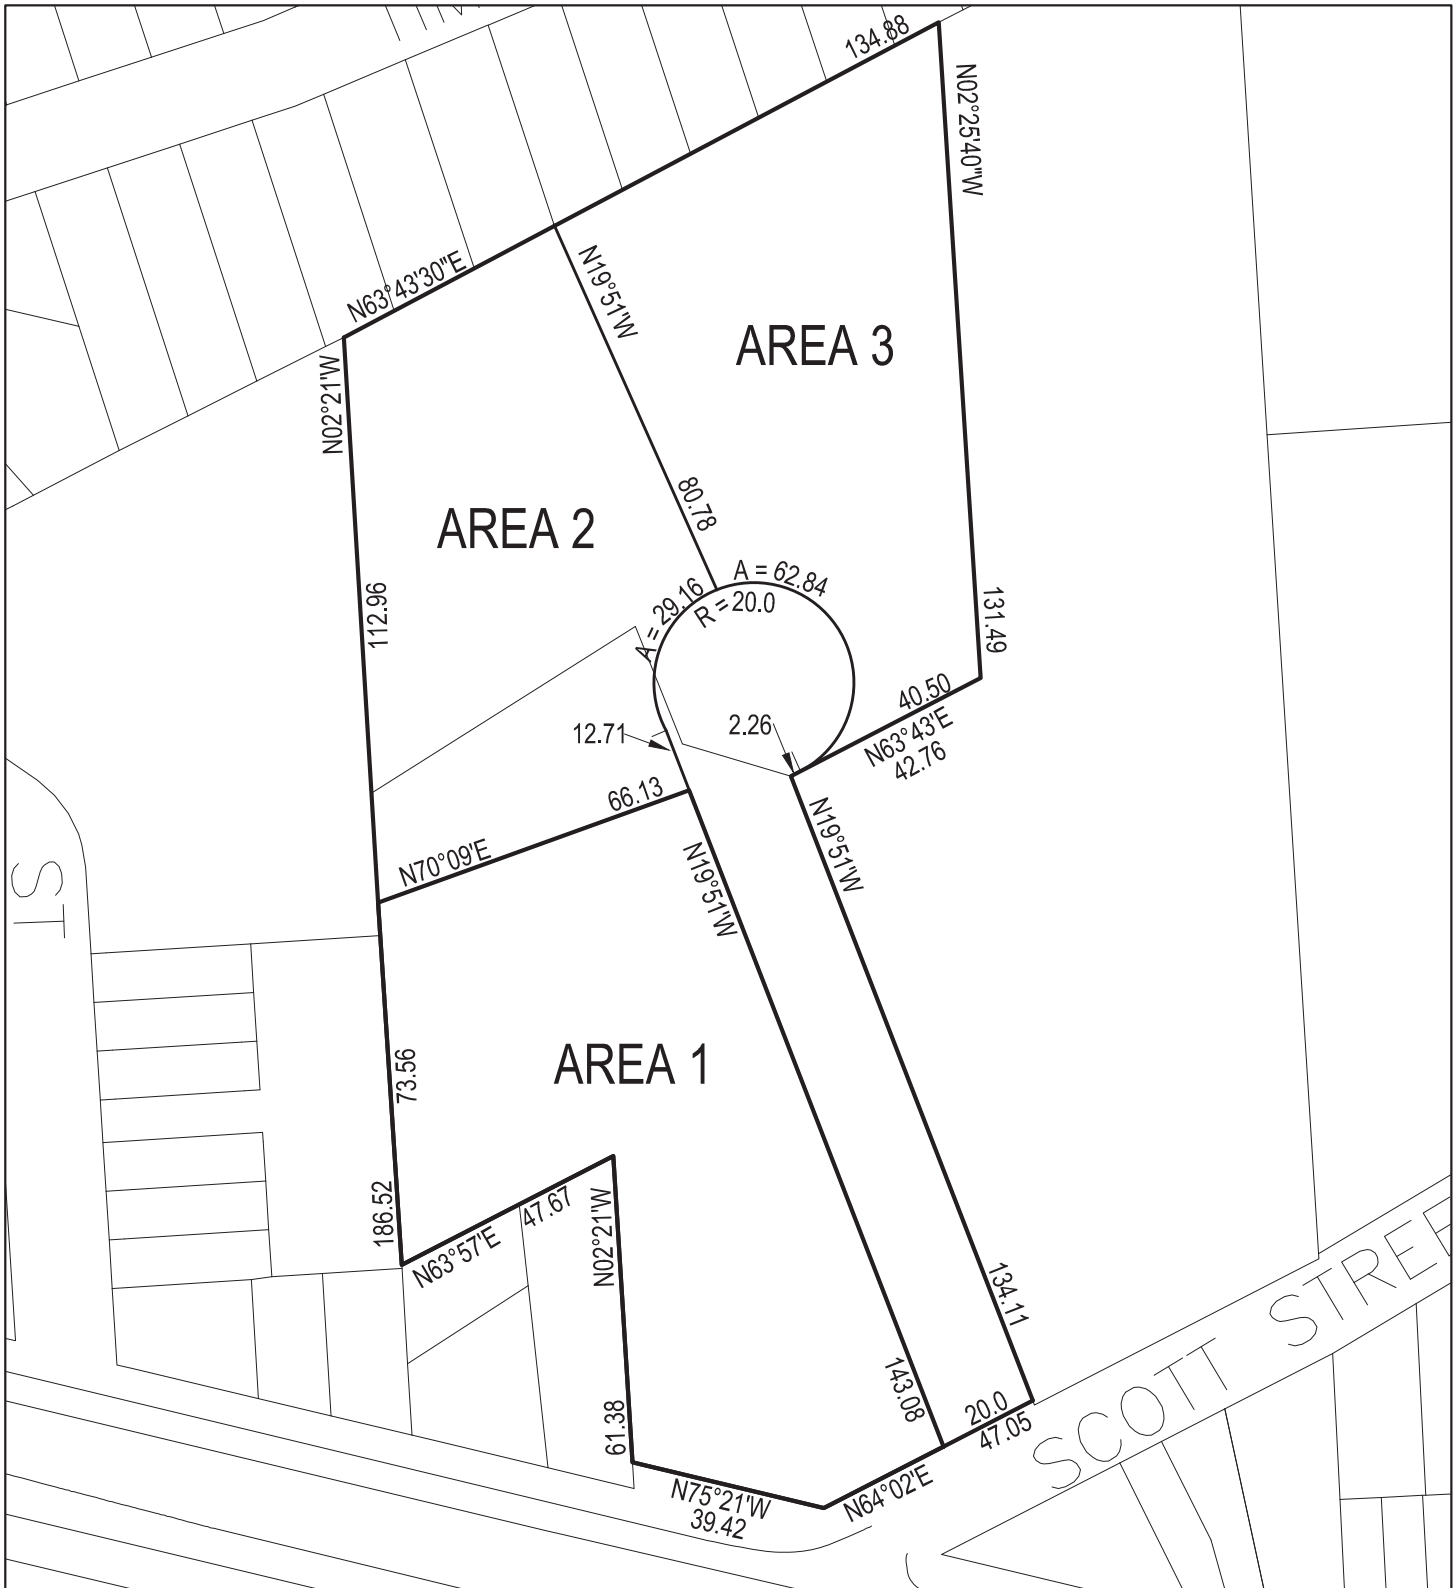 134.88
N02°25'40"W
N63°43'30"E
N19°51'W
AREA 3
N02°21'W
80.78
AREA 2
A = 62.84
A = 29.16
R = 20.0
112.96
131.49
40.50
N63°43'E
42.76
12.71
2.26
66.13
N70°09'E
N19°51'W
N19°51'W
ST
AREA 1
73.56
186.52
47.67
N63°57'E
N02°21'W
134.11
143.08
61.38
20.0
47.05
N64°02'E
N75°21'W
39.42
SCOTT STREE